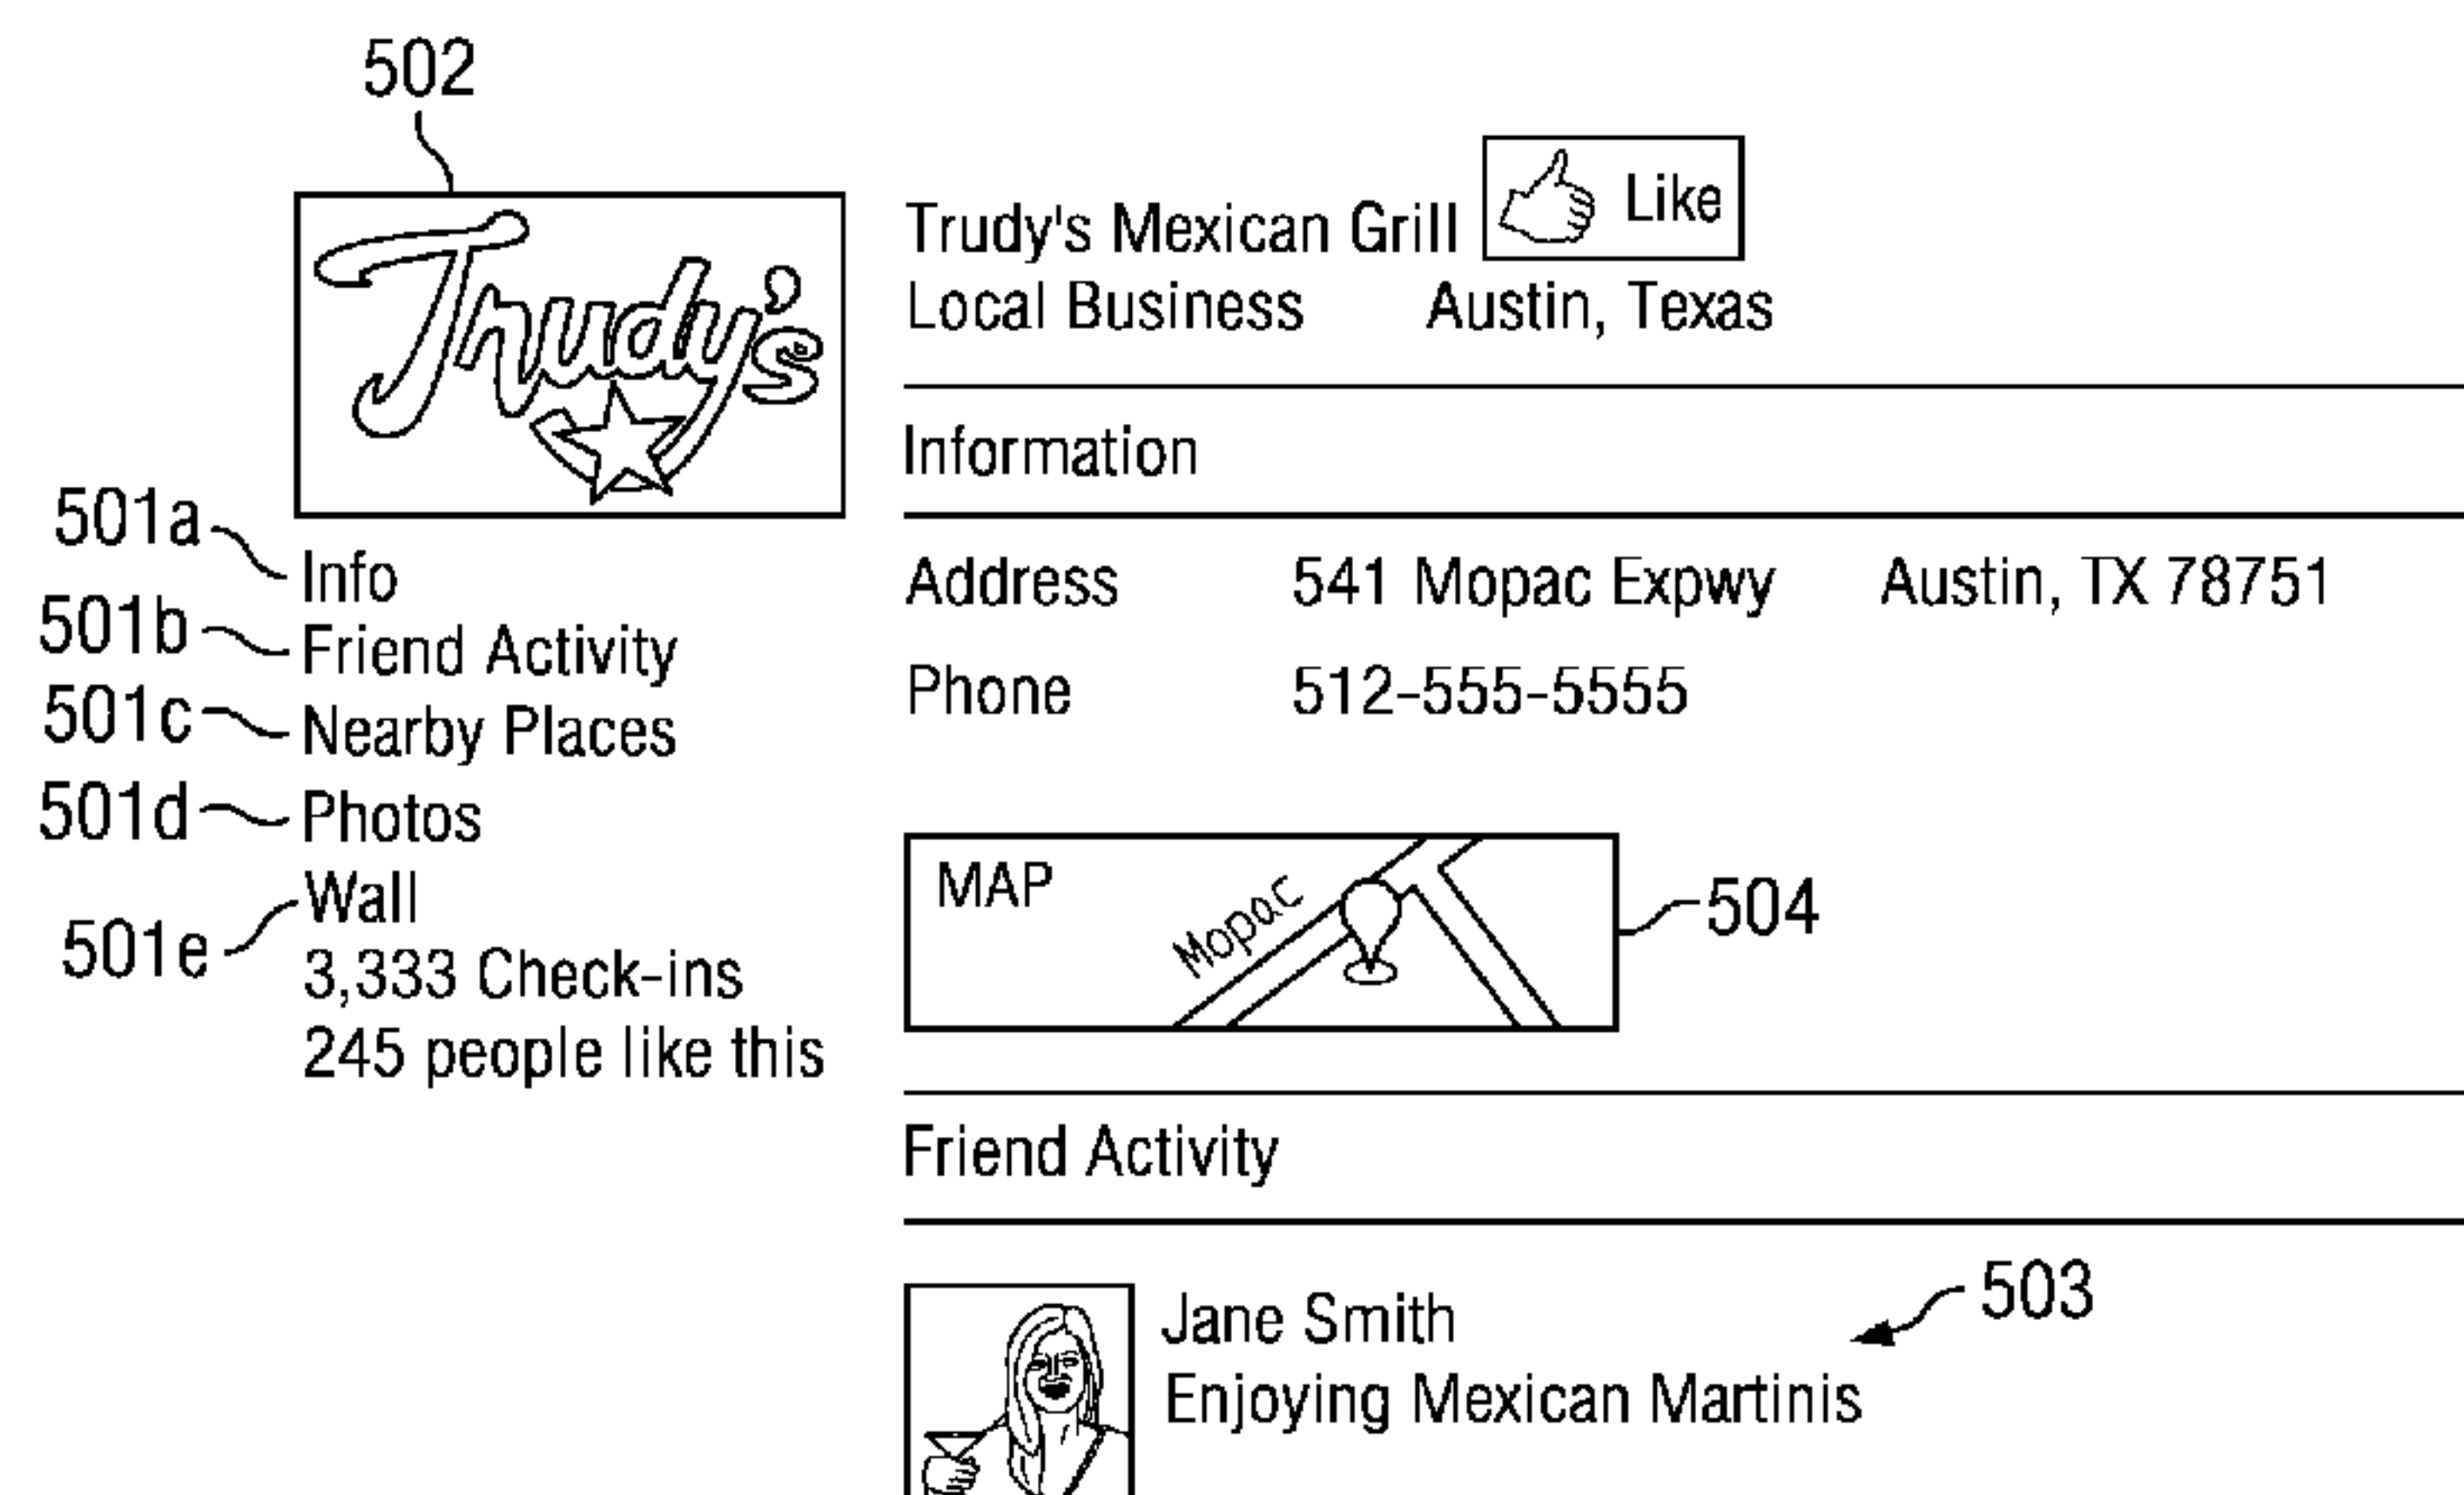 502
Trudy's
Trudy's Mexican Grill
Like
Local Business Austin, Texas
Information
501a
Info
501b
Friend Activity
501c
Nearby Places
501d
Photos
501e
Wall
3,333 Check-ins
245 people like this
Address 541 Mopac Expwy Austin, TX 78751
Phone 512-555-5555
MAP
Mopac
504
Friend Activity
503
Jane Smith
Enjoying Mexican Martinis